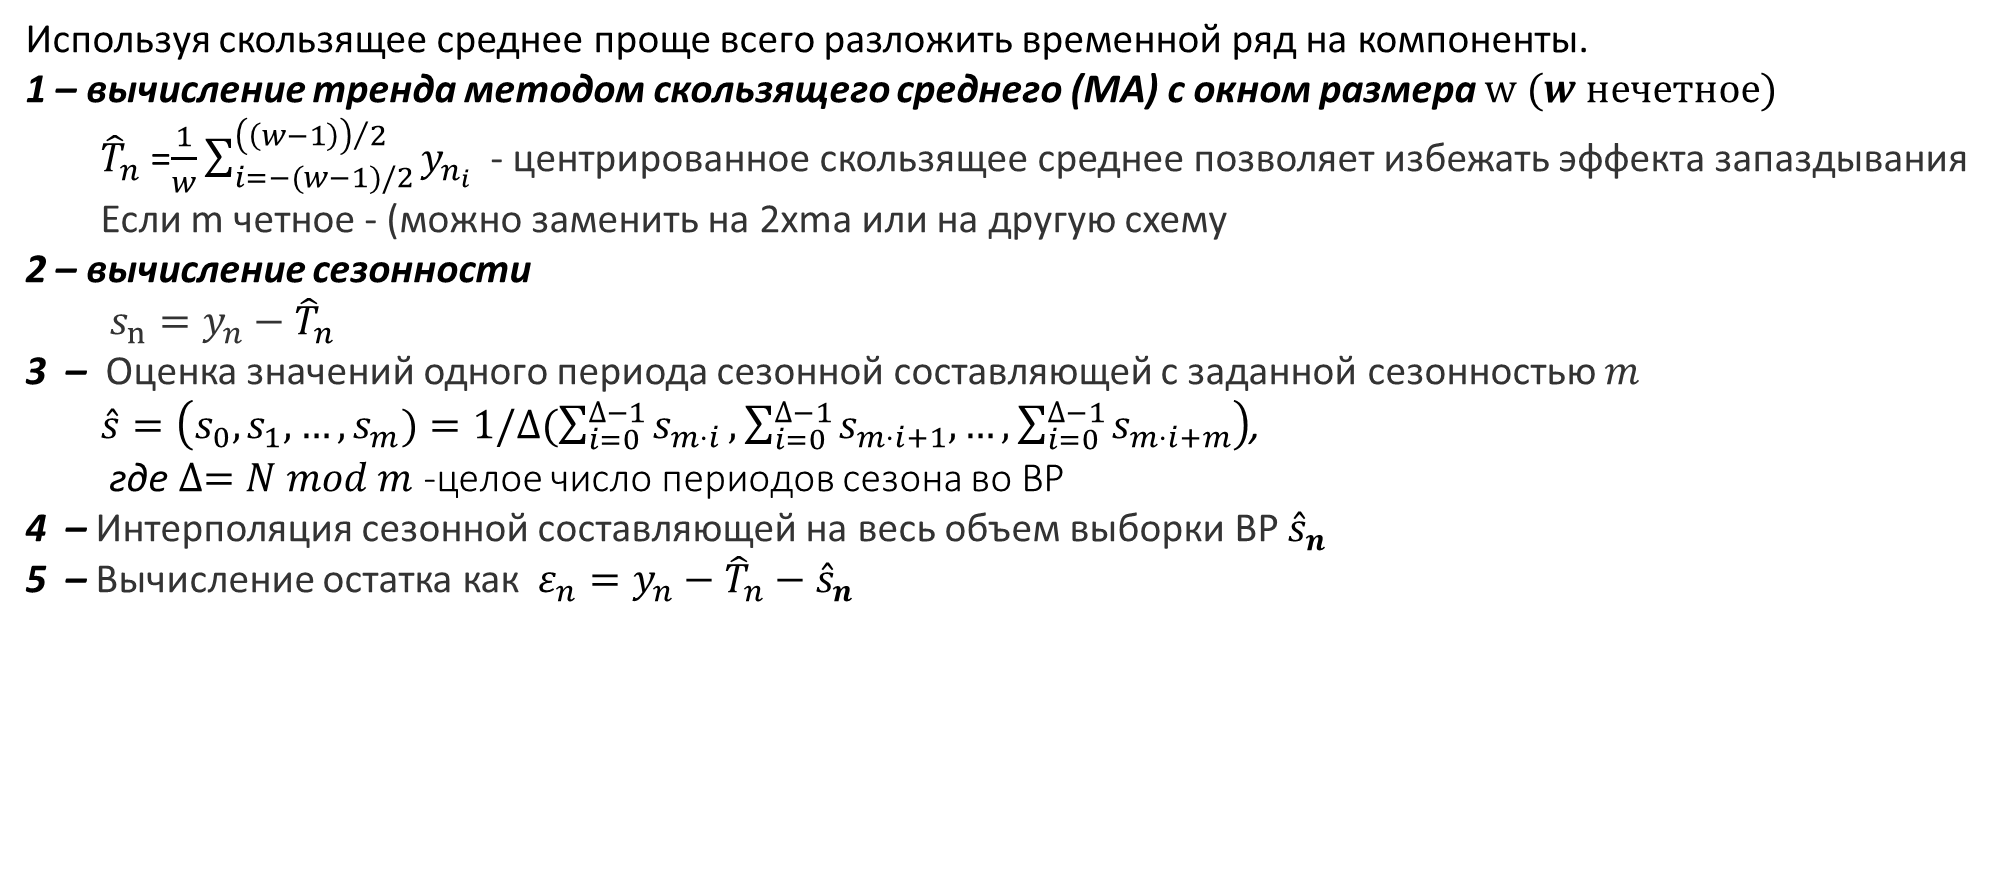 Используя скользящее среднее проще всего разложить временной ряд на компоненты.
1 – вычисление тренда методом скользящего среднего (МА) с окном размера w (w нечетное)
T̂ₙ =1/w ∑_{i=−(w−1)/2}^{((w−1))/2} y_{n_i} - центрированное скользящее среднее позволяет избежать эффекта запаздывания
Если m четное - (можно заменить на 2xma или на другую схему
2 – вычисление сезонности
sₙ = yₙ − T̂ₙ
3 – Оценка значений одного периода сезонной составляющей с заданной сезонностью m
ŝ = (s₀, s₁, …, s_m) = 1/Δ(∑_{i=0}^{Δ−1} s_{m·i} , ∑_{i=0}^{Δ−1} s_{m·i+1}, … , ∑_{i=0}^{Δ−1} s_{m·i+m}),
где Δ= N mod m -целое число периодов сезона во ВР
4 – Интерполяция сезонной составляющей на весь объем выборки ВР ŝₙ
5 – Вычисление остатка как εₙ = yₙ − T̂ₙ − ŝₙ